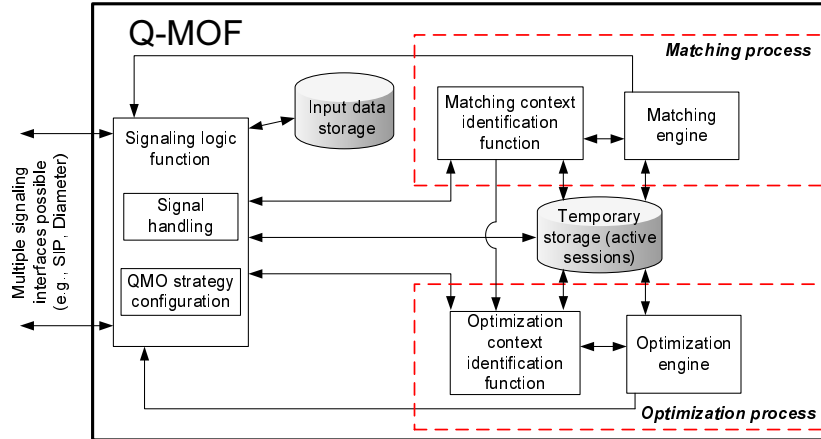 Q-MOF
Matching process
Input data
storage
Matching context
identification
function
Matching
engine
Signaling logic
function
Signal
handling
QMO strategy
configuration
Multiple signaling
interfaces possible
(e.g., SIP, Diameter)
Temporary
storage (active
sessions)
Optimization
context
identification
function
Optimization
engine
Optimization process